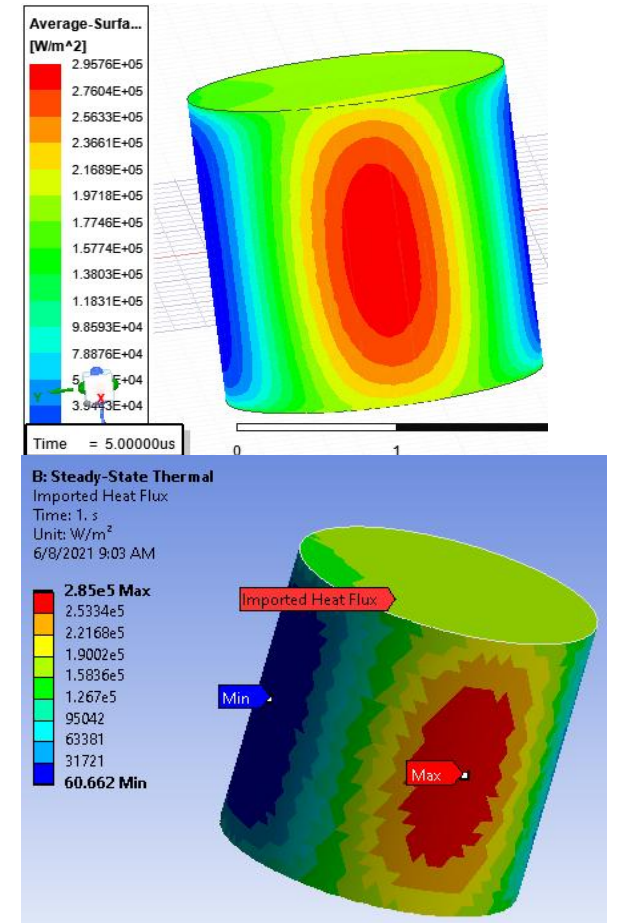 Average-Surfa...
[W/m^2]
2.9576E+05
2.7604E+05
2.5633E+05
2.3661E+05
2.1689E+05
1.9718E+05
1.7746E+05
1.5774E+05
1.3803E+05
1.1831E+05
9.8593E+04
7.8876E+04
E+04
E+04
Y
X
Time = 5.00000us
0
1
B: Steady-State Thermal
Imported Heat Flux
Time: 1. s
Unit: W/m²
6/8/2021 9:03 AM
2.85e5 Max
2.5334e5
2.2168e5
1.9002e5
1.5836e5
1.267e5
95042
63381
31721
60.662 Min
Imported Heat Flux
Min
Max